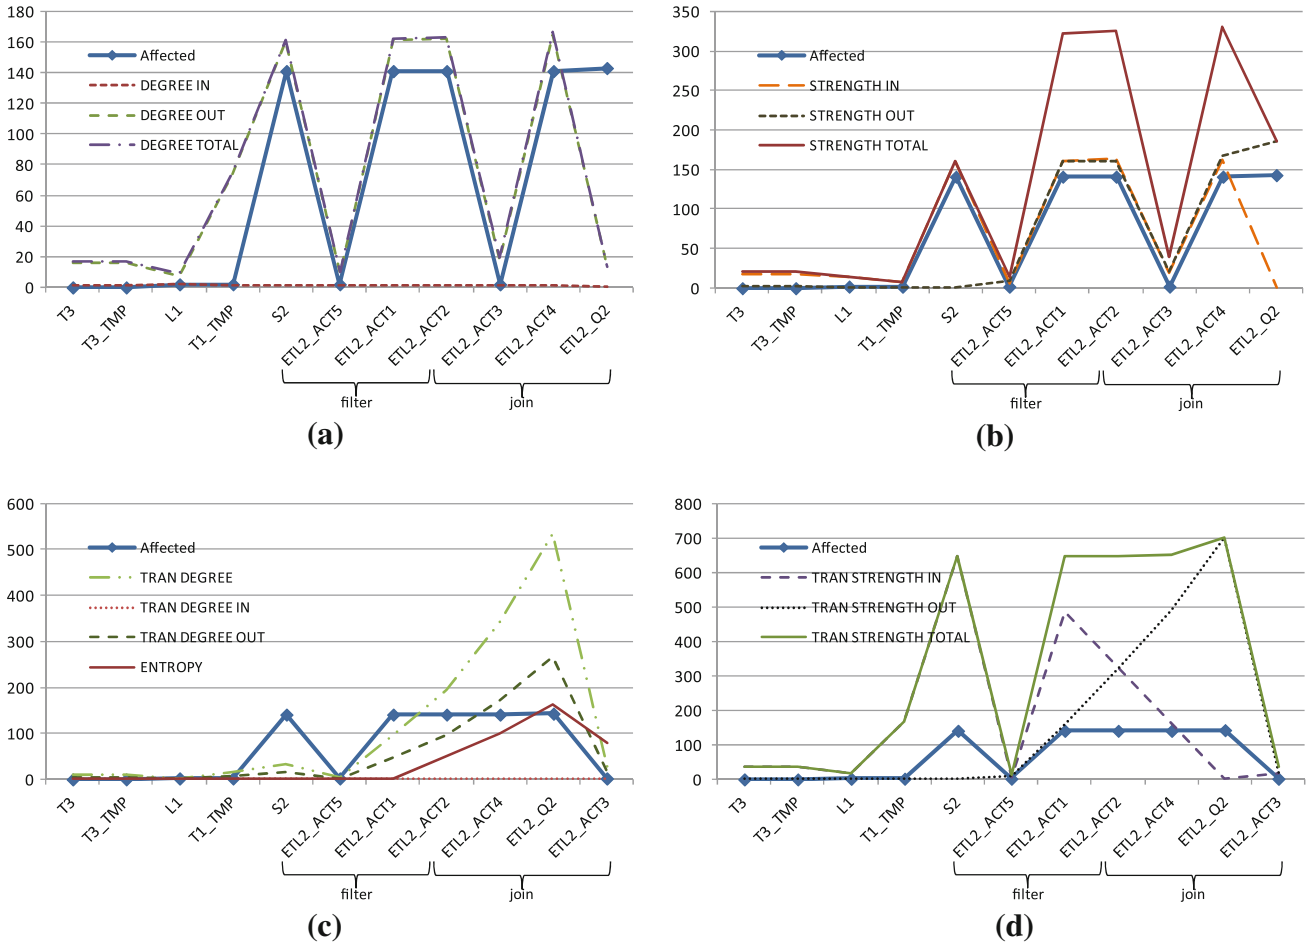 180
160
140
120
100
80
60
40
20
0
Affected
DEGREE IN
DEGREE OUT
DEGREE TOTAL
T3
T3_TMP
L1
T1_TMP
S2
ETL2_ACT5
ETL2_ACT1
ETL2_ACT2
ETL2_ACT3
ETL2_ACT4
ETL2_Q2
filter
join
(a)
350
300
250
200
150
100
50
0
Affected
STRENGTH IN
STRENGTH OUT
STRENGTH TOTAL
T3
T3_TMP
L1
T1_TMP
S2
ETL2_ACT5
ETL2_ACT1
ETL2_ACT2
ETL2_ACT3
ETL2_ACT4
ETL2_Q2
filter
join
(b)
600
500
400
300
200
100
0
Affected
TRAN DEGREE
TRAN DEGREE IN
TRAN DEGREE OUT
ENTROPY
T3
T3_TMP
L1
T1_TMP
S2
ETL2_ACT5
ETL2_ACT1
ETL2_ACT2
ETL2_ACT4
ETL2_Q2
ETL2_ACT3
filter
join
(c)
800
700
600
500
400
300
200
100
0
Affected
TRAN STRENGTH IN
TRAN STRENGTH OUT
TRAN STRENGTH TOTAL
T3
T3_TMP
L1
T1_TMP
S2
ETL2_ACT5
ETL2_ACT1
ETL2_ACT2
ETL2_ACT4
ETL2_Q2
ETL2_ACT3
filter
join
(d)